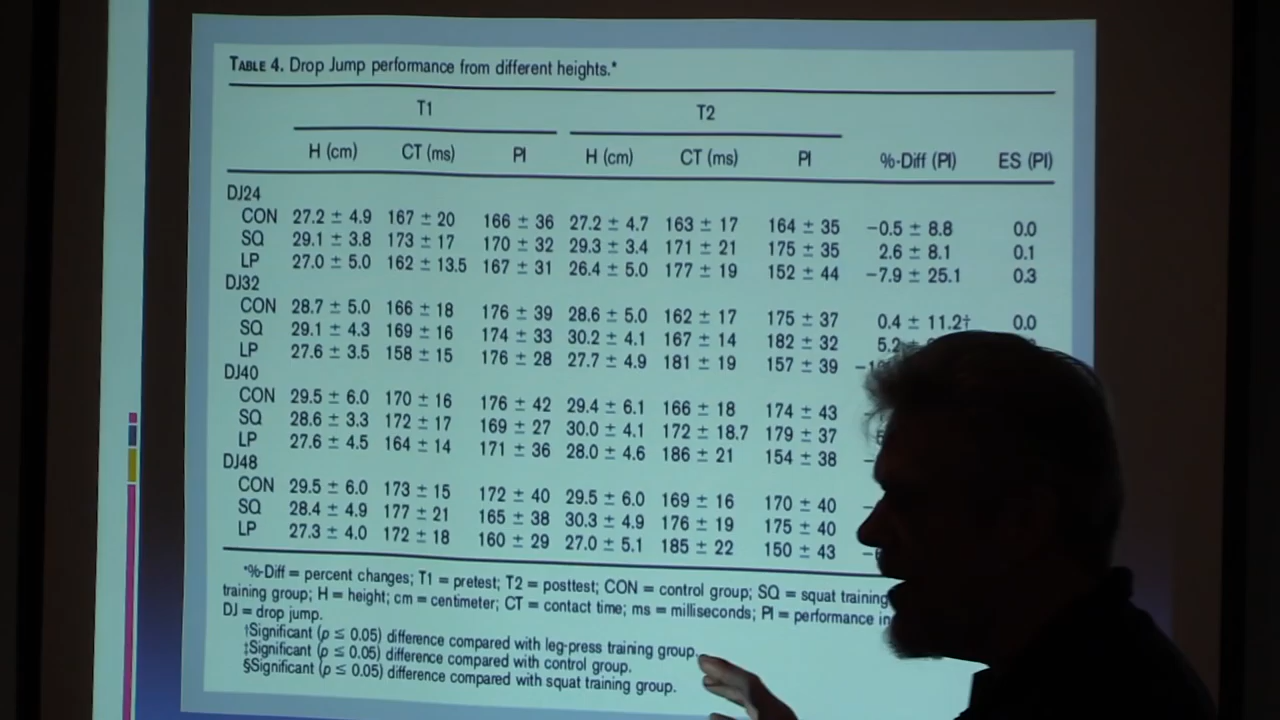 TABLE 4. Drop Jump performance from different heights.*
T1 T2
H (cm) CT (ms) PI H (cm) CT (ms) PI %-Diff (PI) ES (PI)
DJ24
CON 27.2 ± 4.9 167 ± 20 166 ± 36 27.2 ± 4.7 163 ± 17 164 ± 35 −0.5 ± 8.8 0.0
SQ 29.1 ± 3.8 173 ± 17 170 ± 32 29.3 ± 3.4 171 ± 21 175 ± 35 2.6 ± 8.1 0.1
LP 27.0 ± 5.0 162 ± 13.5 167 ± 31 26.4 ± 5.0 177 ± 19 152 ± 44 −7.9 ± 25.1 0.3
DJ32
CON 28.7 ± 5.0 166 ± 18 176 ± 39 28.6 ± 5.0 162 ± 17 175 ± 37 0.4 ± 11.2† 0.0
SQ 29.1 ± 4.3 169 ± 16 174 ± 33 30.2 ± 4.1 167 ± 14 182 ± 32 5.2
LP 27.6 ± 3.5 158 ± 15 176 ± 28 27.7 ± 4.9 181 ± 19 157 ± 39
DJ40
CON 29.5 ± 6.0 170 ± 16 176 ± 42 29.4 ± 6.1 166 ± 18 174 ± 43
SQ 28.6 ± 3.3 172 ± 17 169 ± 27 30.0 ± 4.1 172 ± 18.7 179 ± 37
LP 27.6 ± 4.5 164 ± 14 171 ± 36 28.0 ± 4.6 186 ± 21 154 ± 38
DJ48
CON 29.5 ± 6.0 173 ± 15 172 ± 40 29.5 ± 6.0 169 ± 16 170 ± 40
SQ 28.4 ± 4.9 177 ± 21 165 ± 38 30.3 ± 4.9 176 ± 19 175 ± 40
LP 27.3 ± 4.0 172 ± 18 160 ± 29 27.0 ± 5.1 185 ± 22 150 ± 43
*%-Diff = percent changes; T1 = pretest; T2 = posttest; CON = control group; SQ = squat training
training group; H = height; cm = centimeter; CT = contact time; ms = milliseconds; PI = performance
DJ = drop jump.
†Significant (p ≤ 0.05) difference compared with leg-press training group.
‡Significant (p ≤ 0.05) difference compared with control group.
§Significant (p ≤ 0.05) difference compared with squat training group.